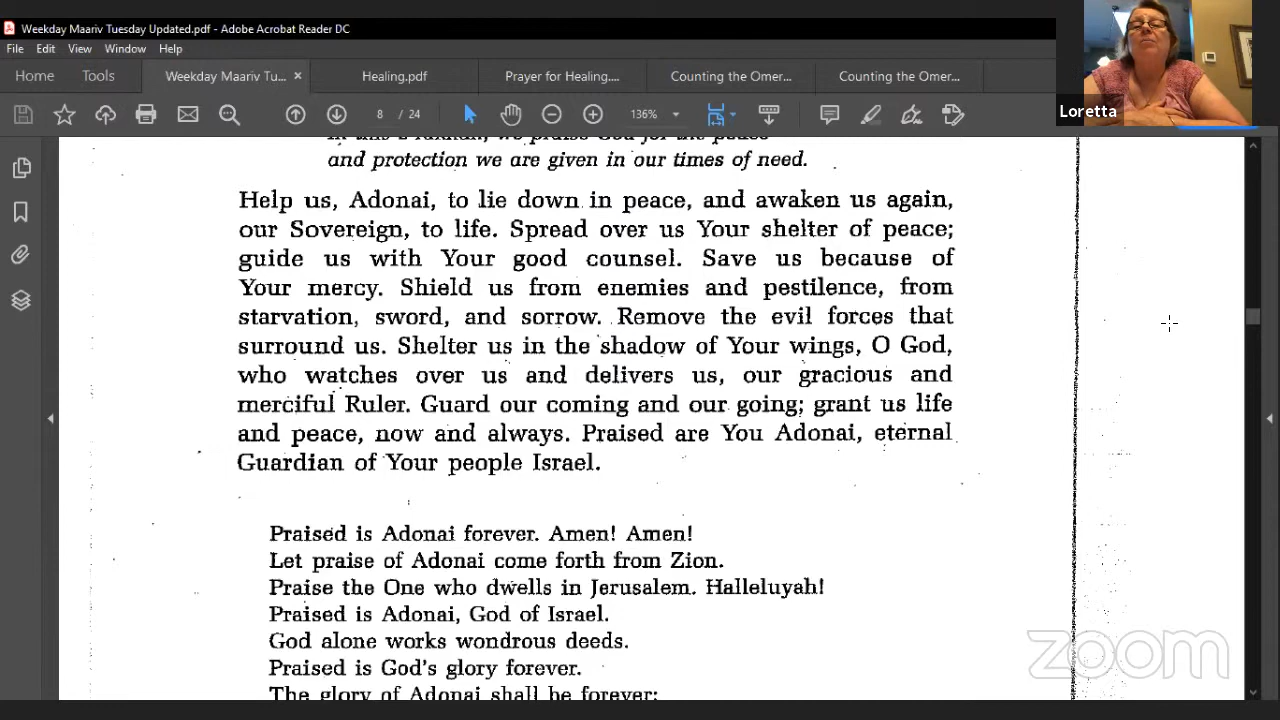 Weekday Maariv Tuesday Updated.pdf - Adobe Acrobat Reader DC
File Edit View Window Help
Home Tools Weekday Maariv Tu... × Healing.pdf Prayer for Healing.... Counting the Omer... Counting the Omer...
8 / 24 136%
Loretta
and protection we are given in our times of need.
Help us, Adonai, to lie down in peace, and awaken us again,
our Sovereign, to life. Spread over us Your shelter of peace;
guide us with Your good counsel. Save us because of
Your mercy. Shield us from enemies and pestilence, from
starvation, sword, and sorrow. Remove the evil forces that
surround us. Shelter us in the shadow of Your wings, O God,
who watches over us and delivers us, our gracious and
merciful Ruler. Guard our coming and our going; grant us life
and peace, now and always. Praised are You Adonai, eternal
Guardian of Your people Israel.
Praised is Adonai forever. Amen! Amen!
Let praise of Adonai come forth from Zion.
Praise the One who dwells in Jerusalem. Halleluyah!
Praised is Adonai, God of Israel.
God alone works wondrous deeds.
Praised is God's glory forever.
The glory of Adonai shall be forever;
zoom